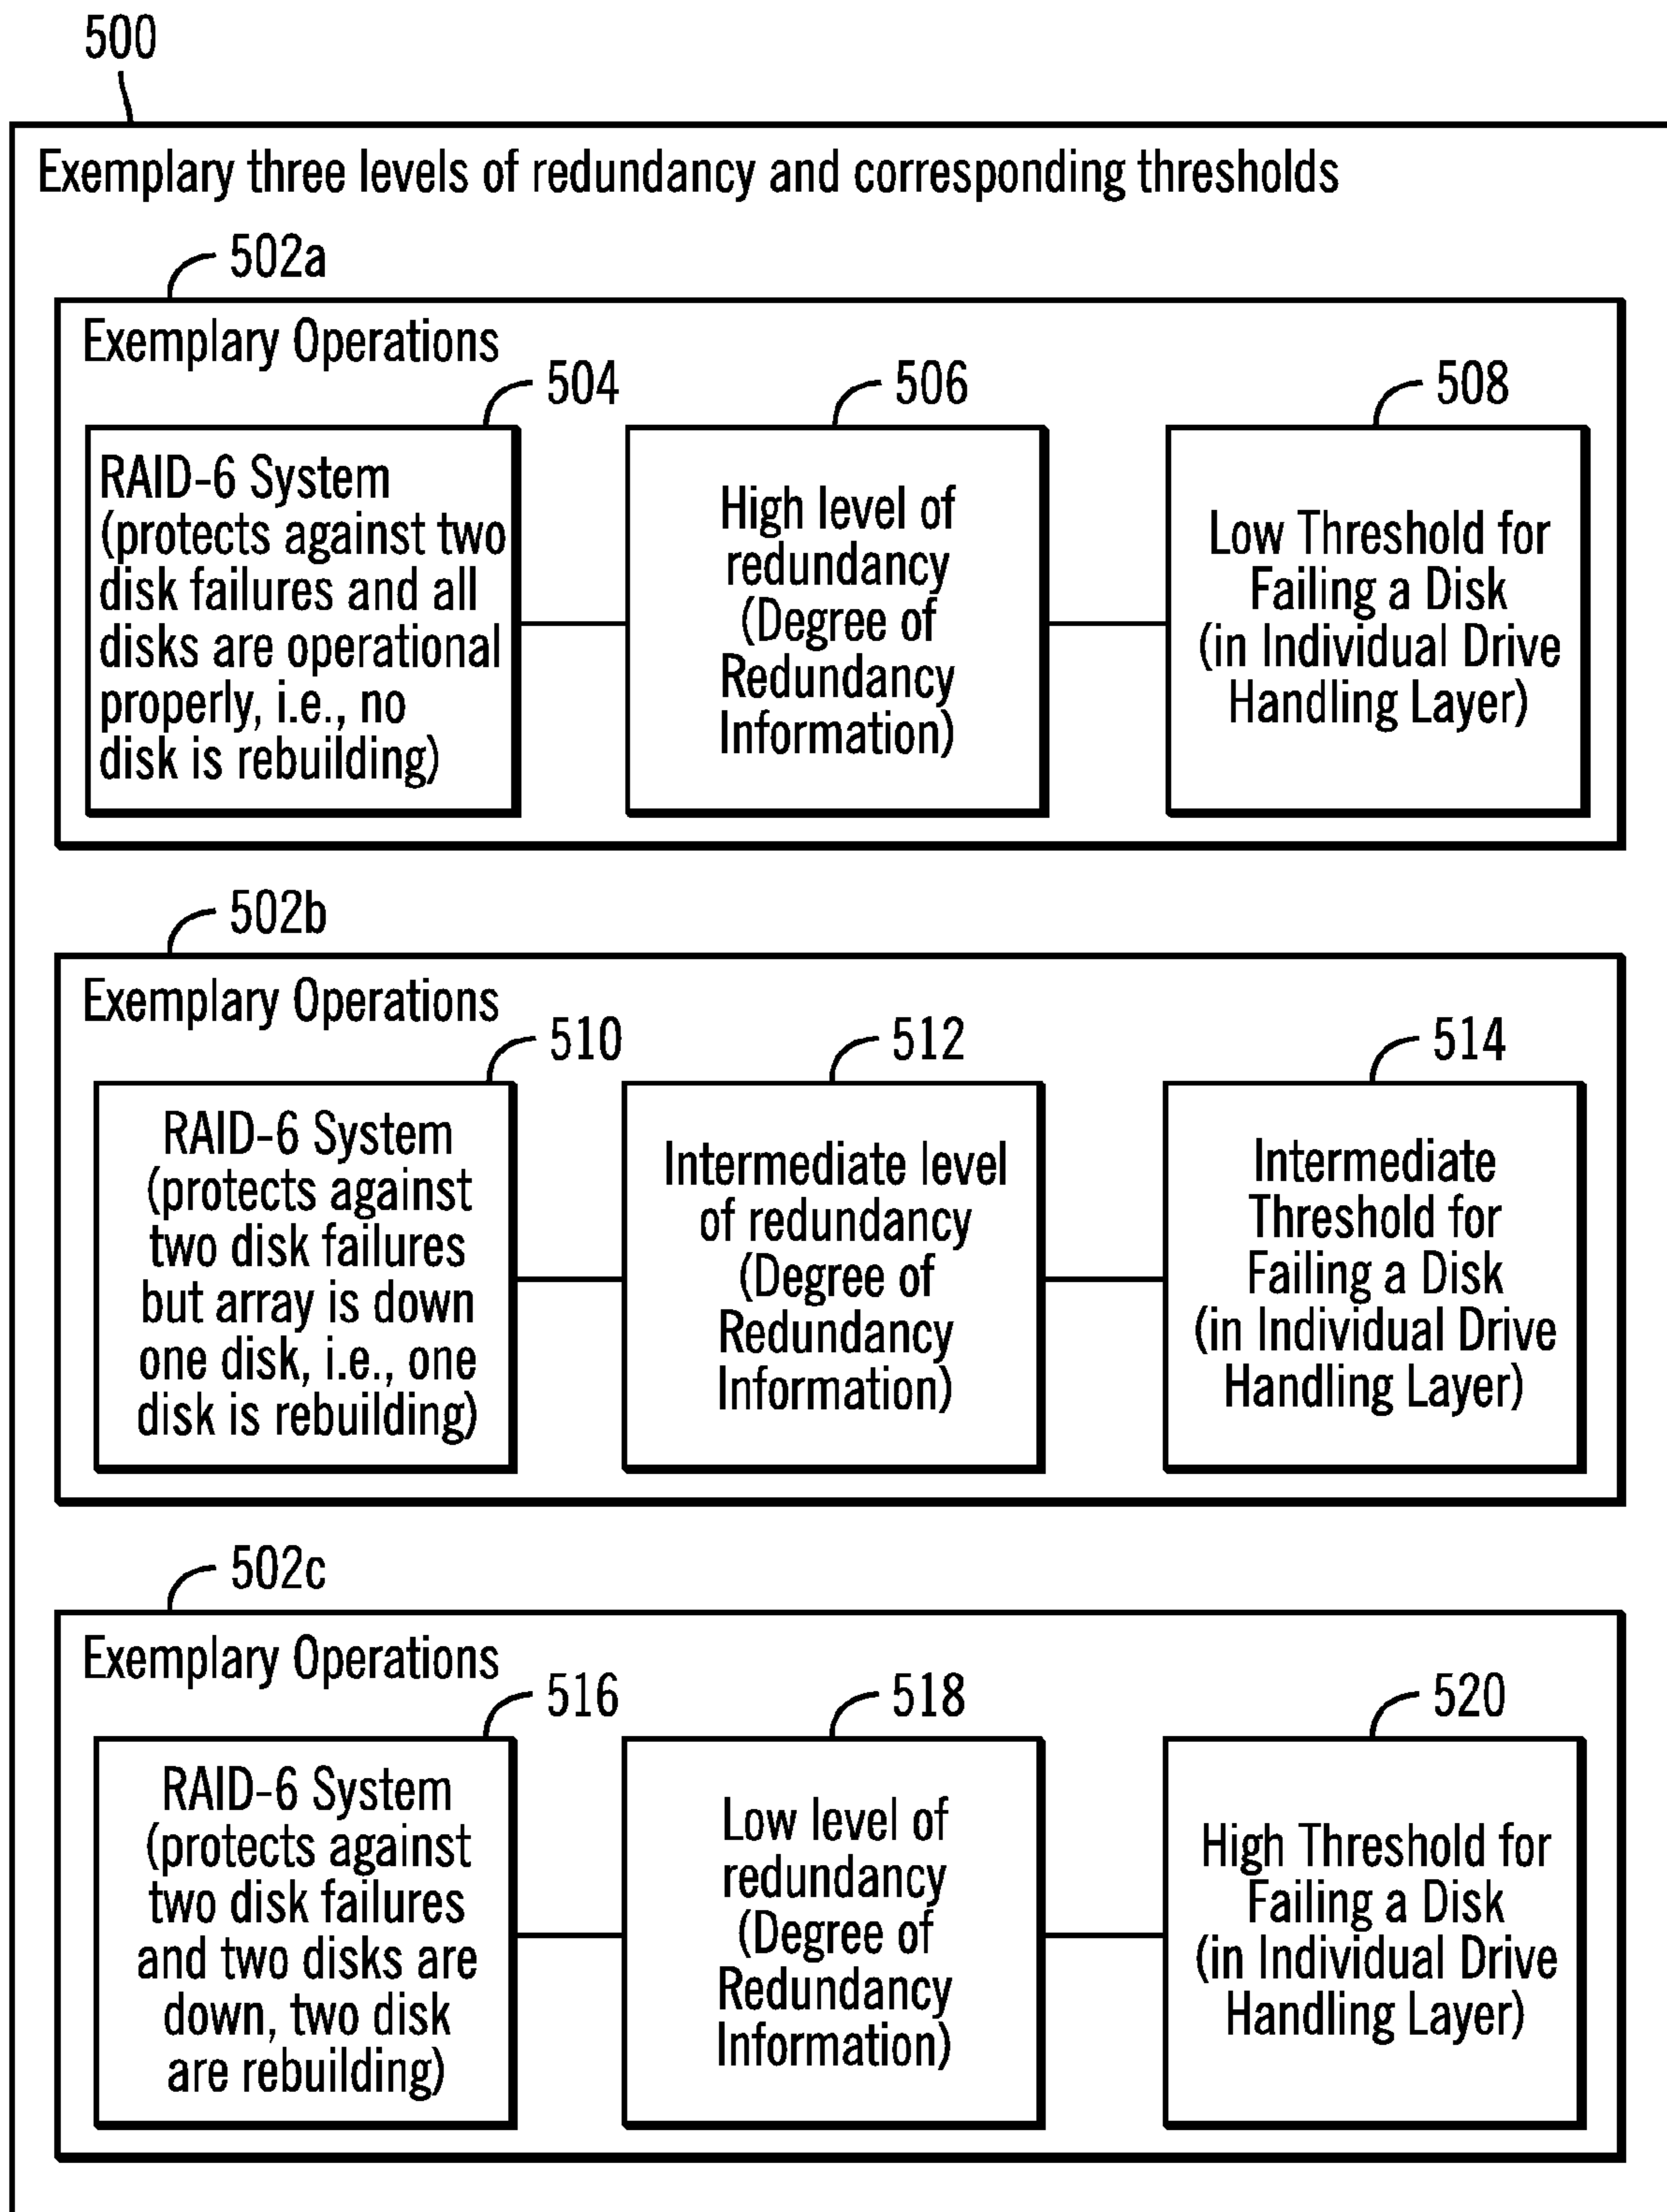 500
Exemplary three levels of redundancy and corresponding thresholds
502a
Exemplary Operations
504
506
508
RAID-6 System
(protects against two
disk failures and all
disks are operational
properly, i.e., no
disk is rebuilding)
High level of
redundancy
(Degree of
Redundancy
Information)
Low Threshold for
Failing a Disk
(in Individual Drive
Handling Layer)
502b
Exemplary Operations
510
512
514
RAID-6 System
(protects against
two disk failures
but array is down
one disk, i.e., one
disk is rebuilding)
Intermediate level
of redundancy
(Degree of
Redundancy
Information)
Intermediate
Threshold for
Failing a Disk
(in Individual Drive
Handling Layer)
502c
Exemplary Operations
516
518
520
RAID-6 System
(protects against
two disk failures
and two disks are
down, two disk
are rebuilding)
Low level of
redundancy
(Degree of
Redundancy
Information)
High Threshold for
Failing a Disk
(in Individual Drive
Handling Layer)